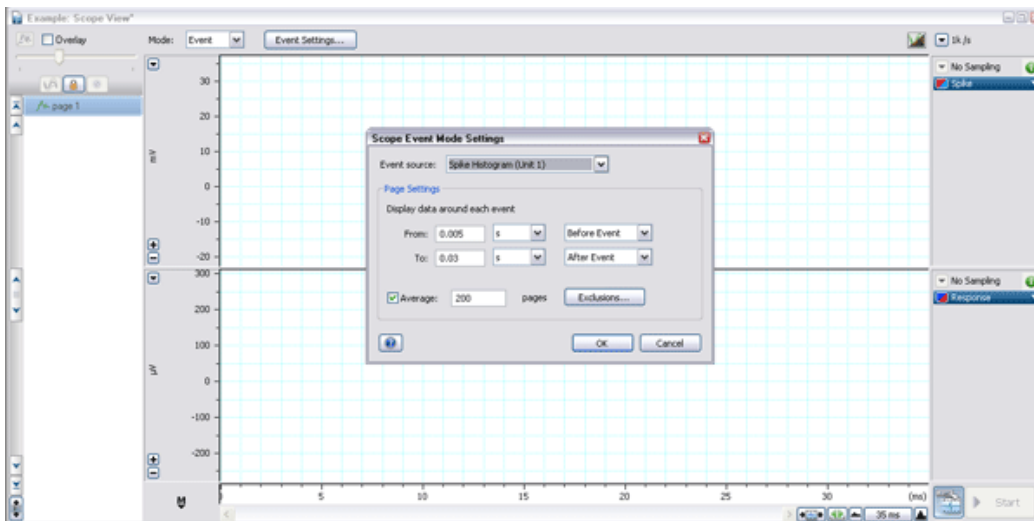 Example: Scope View*
Overlay
Mode: Event Event Settings... 1k /s
page 1
No Sampling
Spike
30
20
10
mV
0
-10
-20
Scope Event Mode Settings
Event source: Spike Histogram (Unit 1)
Page Settings
Display data around each event
From: 0.005 s Before Event
To: 0.03 s After Event
Average: 200 pages Exclusions...
OK Cancel
No Sampling
Response
300
200
100
µV
0
-100
-200
5 10 15 20 25 30 (ms)
35 ms
Start